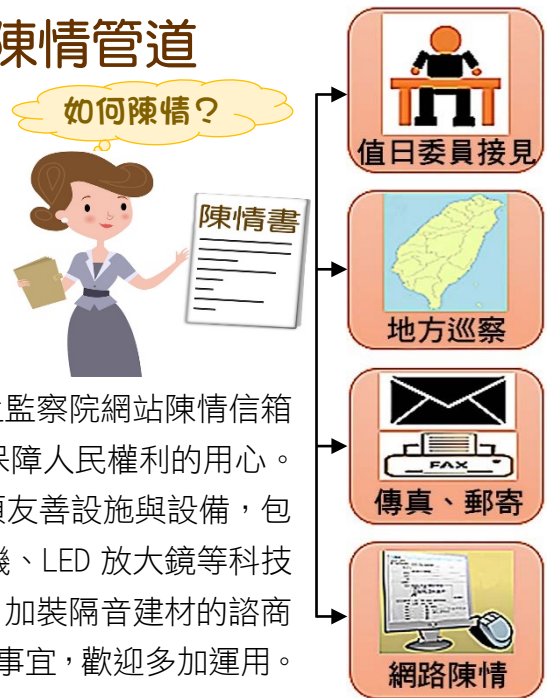 陳情管道
如何陳情？
陳情書
監察院網站陳情信箱
保障人民權利的用心。
友善設施與設備，包
、LED 放大鏡等科技
加裝隔音建材的諮商
事宜，歡迎多加運用。
值日委員接見
地方巡察
FAX
傳真、郵寄
網路陳情